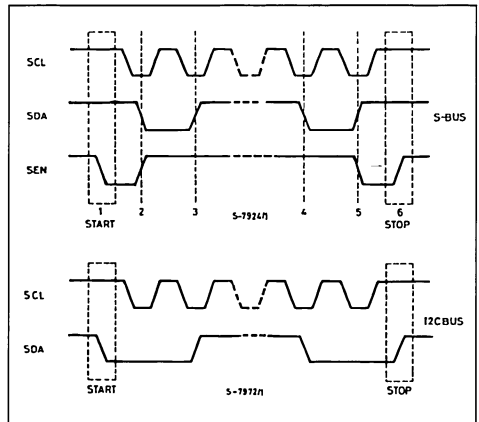 SCL
SDA
S-BUS
SEN
1 2 3 4 5 6
START S-7924/1 STOP
SCL
I2CBUS
SDA
START S-7972/1 STOP